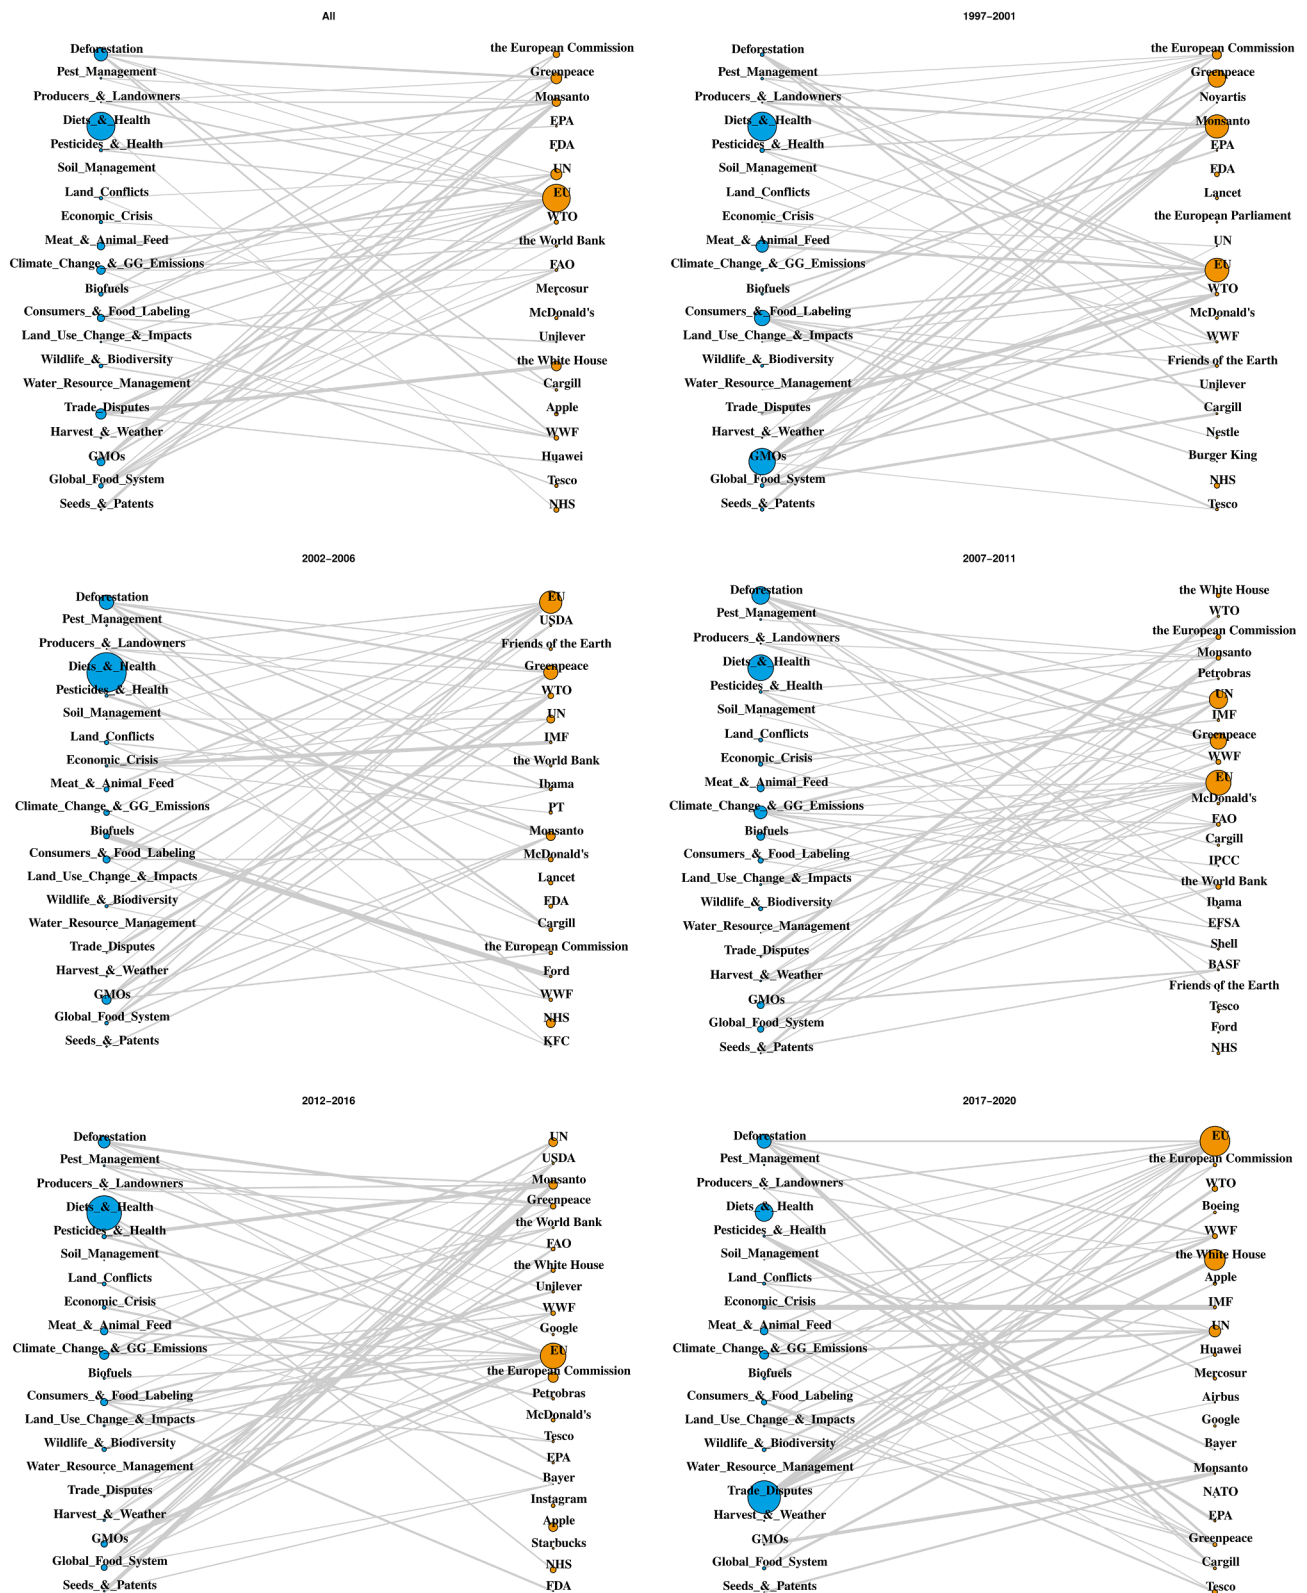 All
Deforestation
Pest_Management
Producers_&_Landowners
Diets_&_Health
Pesticides_&_Health
Soil_Management
Land_Conflicts
Economic_Crisis
Meat_&_Animal_Feed
Climate_Change_&_GG_Emissions
Biofuels
Consumers_&_Food_Labeling
Land_Use_Change_&_Impacts
Wildlife_&_Biodiversity
Water_Resource_Management
Trade_Disputes
Harvest_&_Weather
GMOs
Global_Food_System
Seeds_&_Patents
the European Commission
Greenpeace
Monsanto
EPA
FDA
UN
EU
WTO
the World Bank
FAO
Mercosur
McDonald's
Unilever
the White House
Cargill
Apple
WWF
Huawei
Tesco
NHS
1997−2001
Deforestation
Pest_Management
Producers_&_Landowners
Diets_&_Health
Pesticides_&_Health
Soil_Management
Land_Conflicts
Economic_Crisis
Meat_&_Animal_Feed
Climate_Change_&_GG_Emissions
Biofuels
Consumers_&_Food_Labeling
Land_Use_Change_&_Impacts
Wildlife_&_Biodiversity
Water_Resource_Management
Trade_Disputes
Harvest_&_Weather
GMOs
Global_Food_System
Seeds_&_Patents
the European Commission
Greenpeace
Noyartis
Monsanto
EPA
FDA
Lancet
the European Parliament
UN
EU
WTO
McDonald's
WWF
Friends of the Earth
Unilever
Cargill
Nestle
Burger King
NHS
Tesco
2002−2006
Deforestation
Pest_Management
Producers_&_Landowners
Diets_&_Health
Pesticides_&_Health
Soil_Management
Land_Conflicts
Economic_Crisis
Meat_&_Animal_Feed
Climate_Change_&_GG_Emissions
Biofuels
Consumers_&_Food_Labeling
Land_Use_Change_&_Impacts
Wildlife_&_Biodiversity
Water_Resource_Management
Trade_Disputes
Harvest_&_Weather
GMOs
Global_Food_System
Seeds_&_Patents
EU
USDA
Friends of the Earth
Greenpeace
WTO
UN
IMF
the World Bank
Ibama
PT
Monsanto
McDonald's
Lancet
FDA
Cargill
the European Commission
Ford
WWF
NHS
KFC
2007−2011
Deforestation
Pest_Management
Producers_&_Landowners
Diets_&_Health
Pesticides_&_Health
Soil_Management
Land_Conflicts
Economic_Crisis
Meat_&_Animal_Feed
Climate_Change_&_GG_Emissions
Biofuels
Consumers_&_Food_Labeling
Land_Use_Change_&_Impacts
Wildlife_&_Biodiversity
Water_Resource_Management
Trade_Disputes
Harvest_&_Weather
GMOs
Global_Food_System
Seeds_&_Patents
the White House
WTO
the European Commission
Monsanto
Petrobras
UN
IMF
Greenpeace
WWF
EU
McDonald's
FAO
Cargill
IPCC
the World Bank
Ibama
EFSA
Shell
BASF
Friends of the Earth
Tesco
Ford
NHS
2012−2016
Deforestation
Pest_Management
Producers_&_Landowners
Diets_&_Health
Pesticides_&_Health
Soil_Management
Land_Conflicts
Economic_Crisis
Meat_&_Animal_Feed
Climate_Change_&_GG_Emissions
Biofuels
Consumers_&_Food_Labeling
Land_Use_Change_&_Impacts
Wildlife_&_Biodiversity
Water_Resource_Management
Trade_Disputes
Harvest_&_Weather
GMOs
Global_Food_System
Seeds_&_Patents
UN
USDA
Monsanto
Greenpeace
the World Bank
FAO
the White House
Unilever
WWF
Google
EU
the European Commission
Petrobras
McDonald's
Tesco
EPA
Bayer
Instagram
Apple
Starbucks
NHS
FDA
2017−2020
Deforestation
Pest_Management
Producers_&_Landowners
Diets_&_Health
Pesticides_&_Health
Soil_Management
Land_Conflicts
Economic_Crisis
Meat_&_Animal_Feed
Climate_Change_&_GG_Emissions
Biofuels
Consumers_&_Food_Labeling
Land_Use_Change_&_Impacts
Wildlife_&_Biodiversity
Water_Resource_Management
Trade_Disputes
Harvest_&_Weather
GMOs
Global_Food_System
Seeds_&_Patents
EU
the European Commission
WTO
Boeing
WWF
the White House
Apple
IMF
UN
Huawei
Mercosur
Airbus
Google
Bayer
Monsanto
NATO
EPA
Greenpeace
Cargill
Tesco